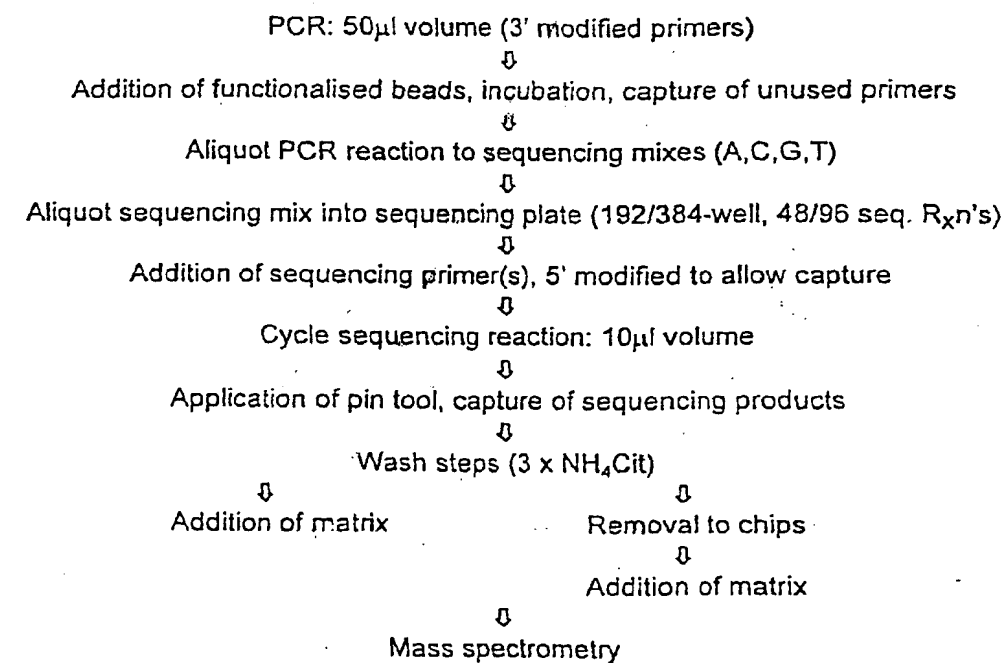 PCR: 50µl volume (3' modified primers)
⇩
Addition of functionalised beads, incubation, capture of unused primers
⇩
Aliquot PCR reaction to sequencing mixes (A,C,G,T)
⇩
Aliquot sequencing mix into sequencing plate (192/384-well, 48/96 seq. RXn's)
⇩
Addition of sequencing primer(s), 5' modified to allow capture
⇩
Cycle sequencing reaction: 10µl volume
⇩
Application of pin tool, capture of sequencing products
⇩
Wash steps (3 x NH4Cit)
⇩ ⇩
Addition of matrix Removal to chips
⇩
Addition of matrix
⇩
Mass spectrometry